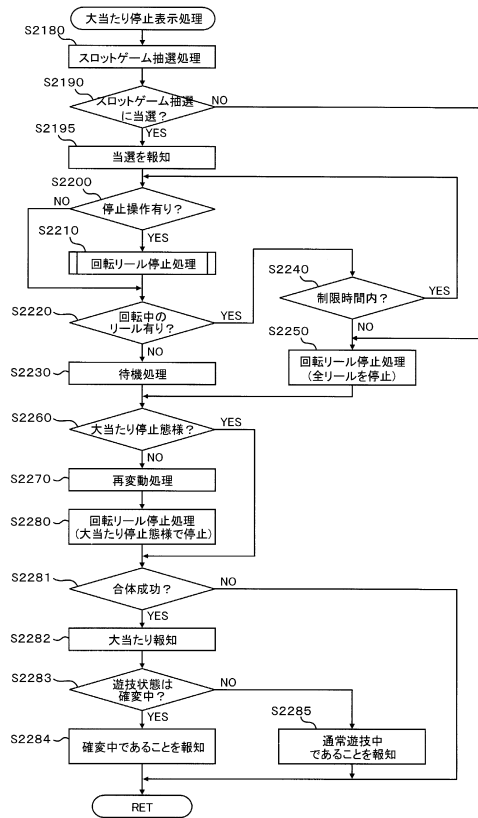 大当たり停止表示処理
S2180
スロットゲーム抽選処理
S2190
スロットゲーム抽選
に当選？
NO
YES
S2195
当選を報知
S2200
停止操作有り？
NO
YES
S2210
回転リール停止処理
S2220
回転中の
リール有り？
YES
NO
S2240
制限時間内？
YES
NO
S2230
待機処理
S2250
回転リール停止処理
(全リールを停止)
S2260
大当たり停止態様？
YES
NO
S2270
再変動処理
S2280
回転リール停止処理
(大当たり停止態様で停止)
S2281
合体成功？
NO
YES
S2282
大当たり報知
S2283
遊技状態は
確変中？
NO
YES
S2284
確変中であることを報知
S2285
通常遊技中
であることを報知
RET